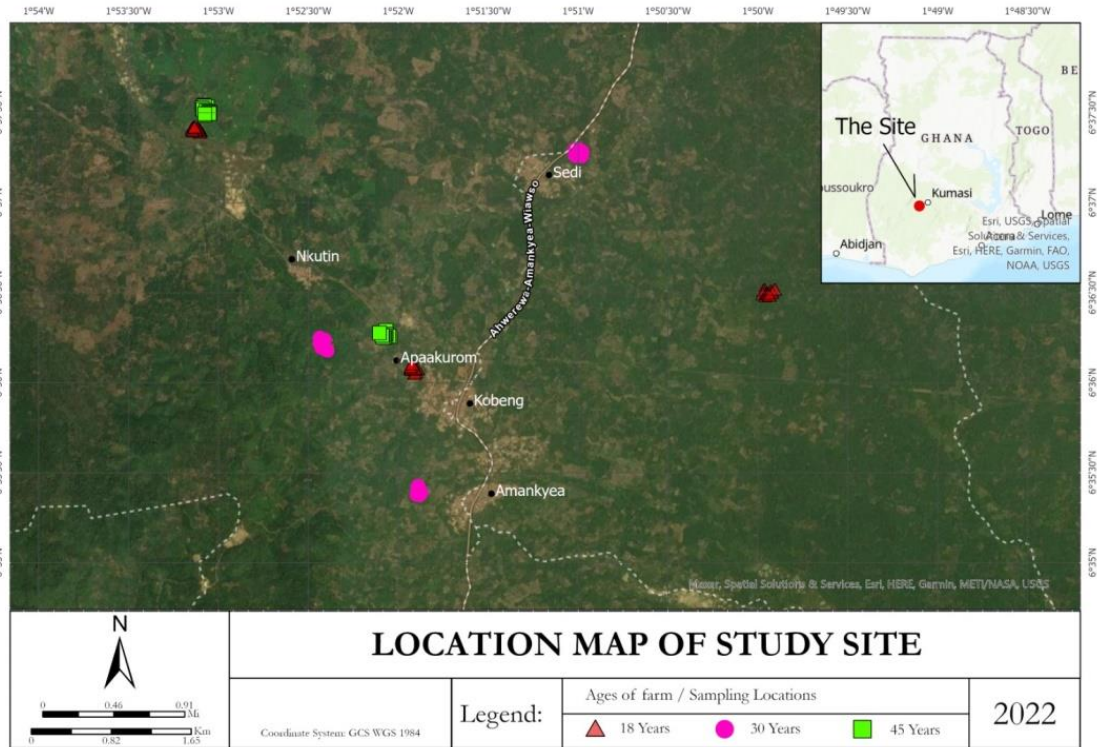 1°54'W 1°53'30"W 1°53'W 1°52'30"W 1°52'W 1°51'30"W 1°51'W 1°50'30"W 1°50'W 1°49'30"W 1°49'W 1°48'30"W
6°37'30"N
6°37'N
6°36'30"N
6°36'N
6°35'30"N
6°35'N
Sedi
Nkutin
Apaakurom
Kobeng
Amankyea
Ahwerewa-Amankyea-Wiawso
The Site
GHANA
BE
TOGO
oussoukro
Kumasi
Lome
Accra
Abidjan
Esri, USGS, Spatial
Solutions & Services,
Esri, HERE, Garmin, FAO,
NOAA, USGS
Maxar, Spatial Solutions & Services, Esri, HERE, Garmin, METI/NASA, USGS
N
0 0.46 0.91
Mi
Km
0 0.82 1.65
LOCATION MAP OF STUDY SITE
Coordinate System: GCS WGS 1984
Legend:
Ages of farm / Sampling Locations
18 Years 30 Years 45 Years
2022